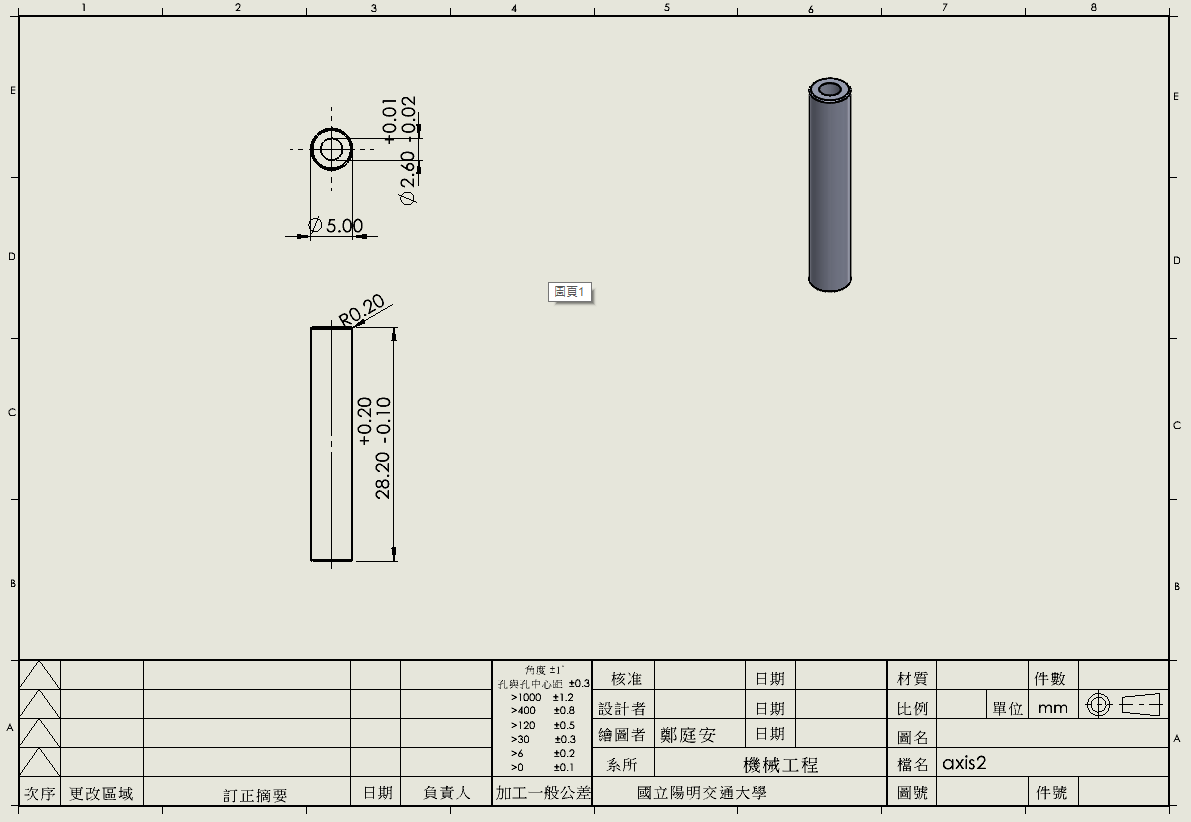 1 2 3 4 5 6 7 8
E
E
+0.01
⌀2.60 -0.02
⌀5.00
D
D
圖頁1
R0.20
C
C
+0.20
28.20 -0.10
B
B
A
A
角度 ±1°
孔與孔中心距 ±0.3
>1000 ±1.2
>400 ±0.8
>120 ±0.5
>30 ±0.3
>6 ±0.2
>0 ±0.1
核准 日期 材質 件數
設計者 日期 比例 單位 mm
繪圖者 鄭庭安 日期 圖名
系所 機械工程 檔名 axis2
次序 更改區域 訂正摘要 日期 負責人 加工一般公差 國立陽明交通大學 圖號 件號